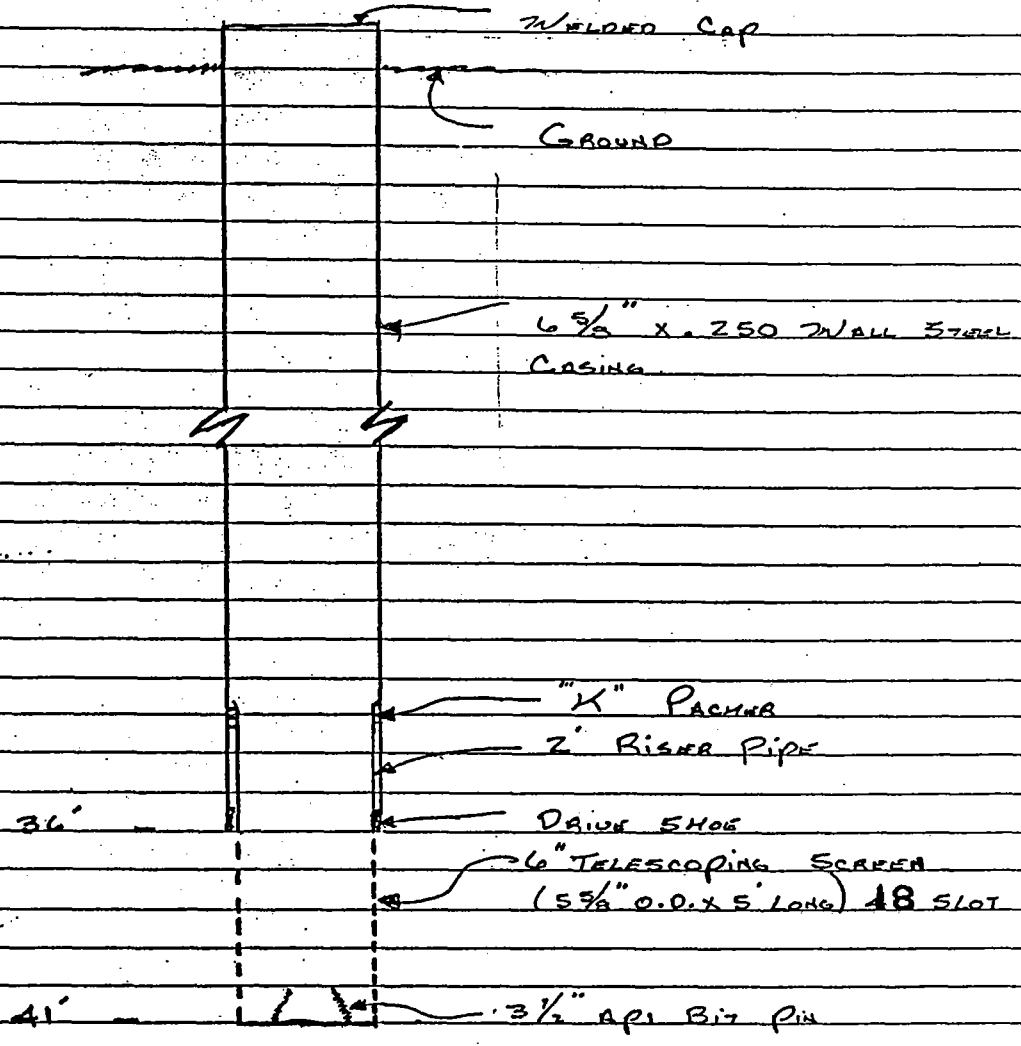 WELDED CAP
GROUND
6 5/8" X .250 WALL STEEL
CASING
"K" PACKER
2' RISER PIPE
36'
DRIVE SHOE
6" TELESCOPING SCREEN
(5 5/8" O.D. X 5' LONG) 18 SLOT
41'
3 1/2" API BIT PIN